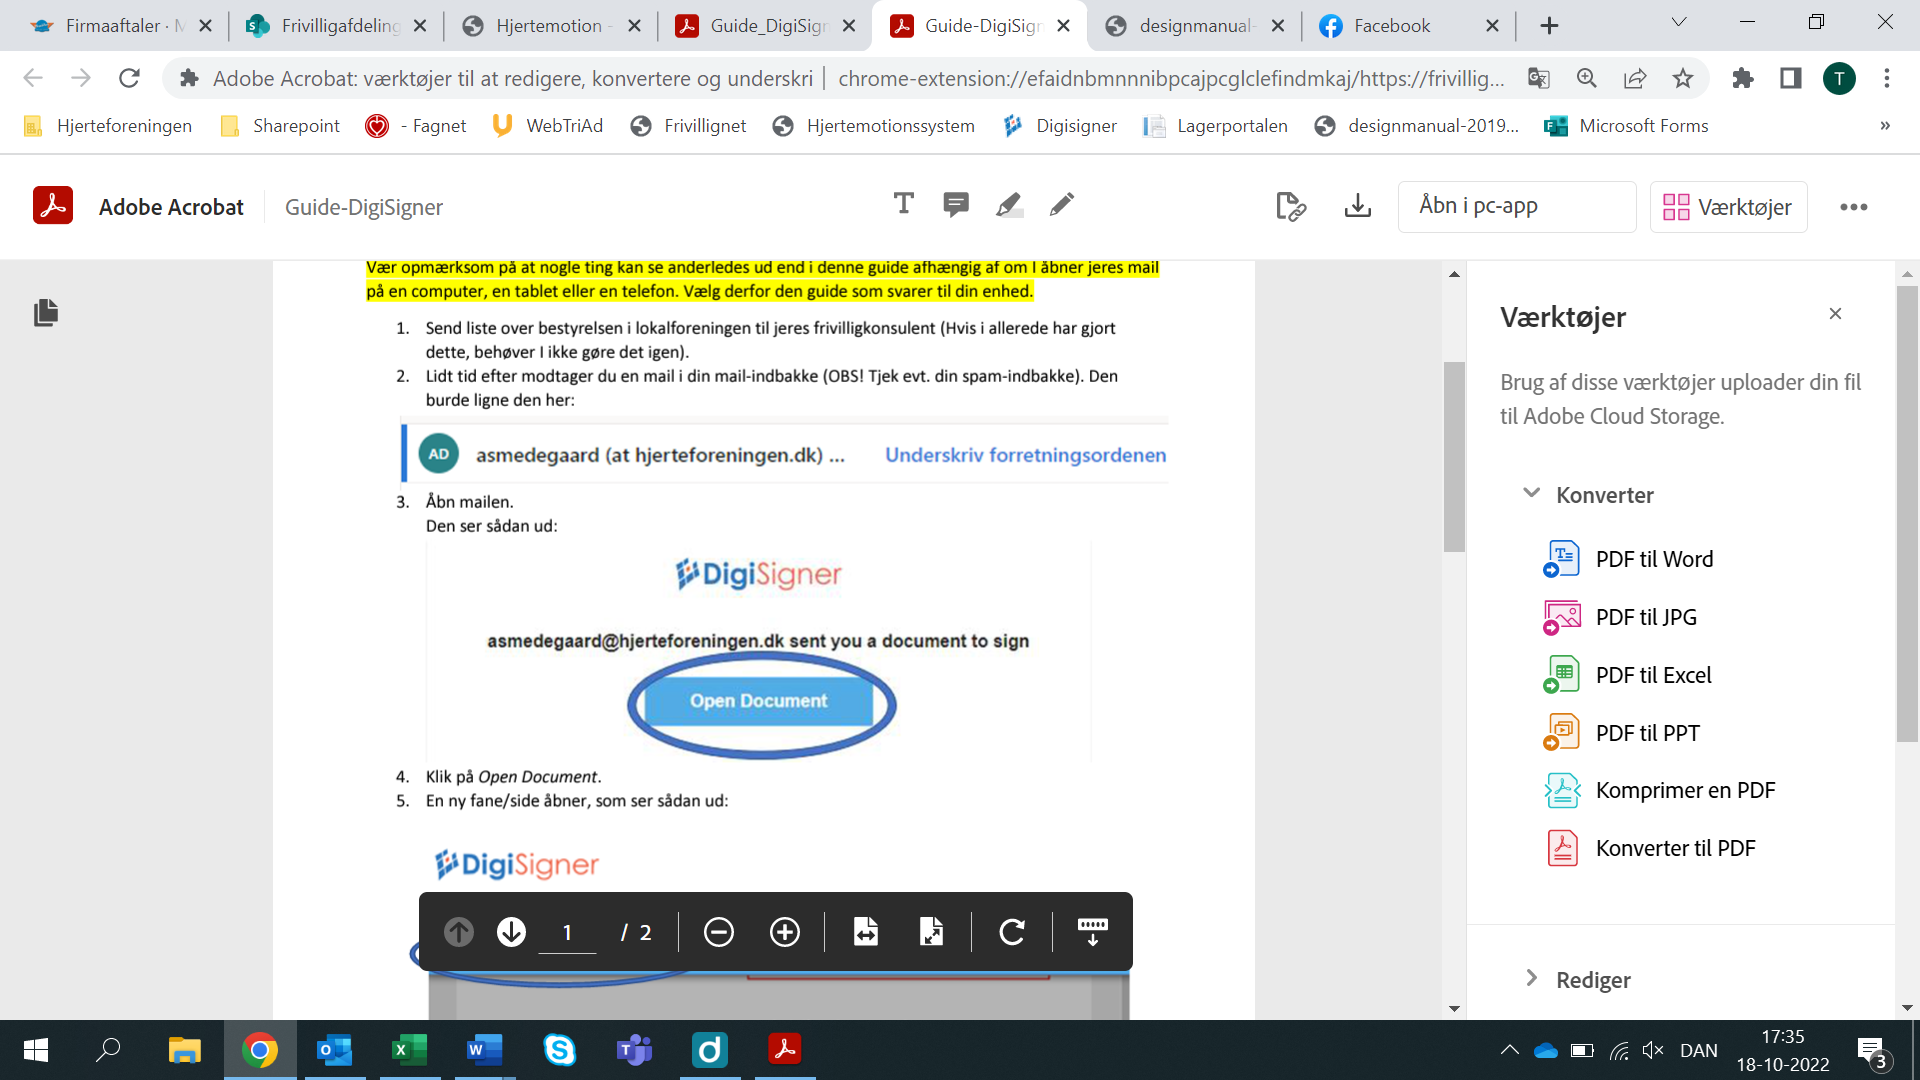 Firmaaftaler · M
Frivilligafdeling
Hjertemotion -
Guide_DigiSign
Guide-DigiSign
designmanual-
Facebook
Adobe Acrobat: værktøjer til at redigere, konvertere og underskri
chrome-extension://efaidnbmnnnibpcajpcglclefindmkaj/https://frivillig...
T
Hjerteforeningen
Sharepoint
- Fagnet
WebTriAd
Frivillignet
Hjertemotionssystem
Digisigner
Lagerportalen
designmanual-2019...
Microsoft Forms
»
Adobe Acrobat
Guide-DigiSigner
Åbn i pc-app
Værktøjer
Vær opmærksom på at nogle ting kan se anderledes ud end i denne guide afhængig af om I åbner jeres mail
på en computer, en tablet eller en telefon. Vælg derfor den guide som svarer til din enhed.
1. Send liste over bestyrelsen i lokalforeningen til jeres frivilligkonsulent (Hvis i allerede har gjort
dette, behøver I ikke gøre det igen).
2. Lidt tid efter modtager du en mail i din mail-indbakke (OBS! Tjek evt. din spam-indbakke). Den
burde ligne den her:
AD asmedegaard (at hjerteforeningen.dk) ... Underskriv forretningsordenen
3. Åbn mailen.
Den ser sådan ud:
DigiSigner
asmedegaard@hjerteforeningen.dk sent you a document to sign
Open Document
4. Klik på Open Document.
5. En ny fane/side åbner, som ser sådan ud:
DigiSigner
1 / 2
Værktøjer
Brug af disse værktøjer uploader din fil
til Adobe Cloud Storage.
Konverter
PDF til Word
PDF til JPG
PDF til Excel
PDF til PPT
Komprimer en PDF
Konverter til PDF
Rediger
DAN
17:35
18-10-2022
3